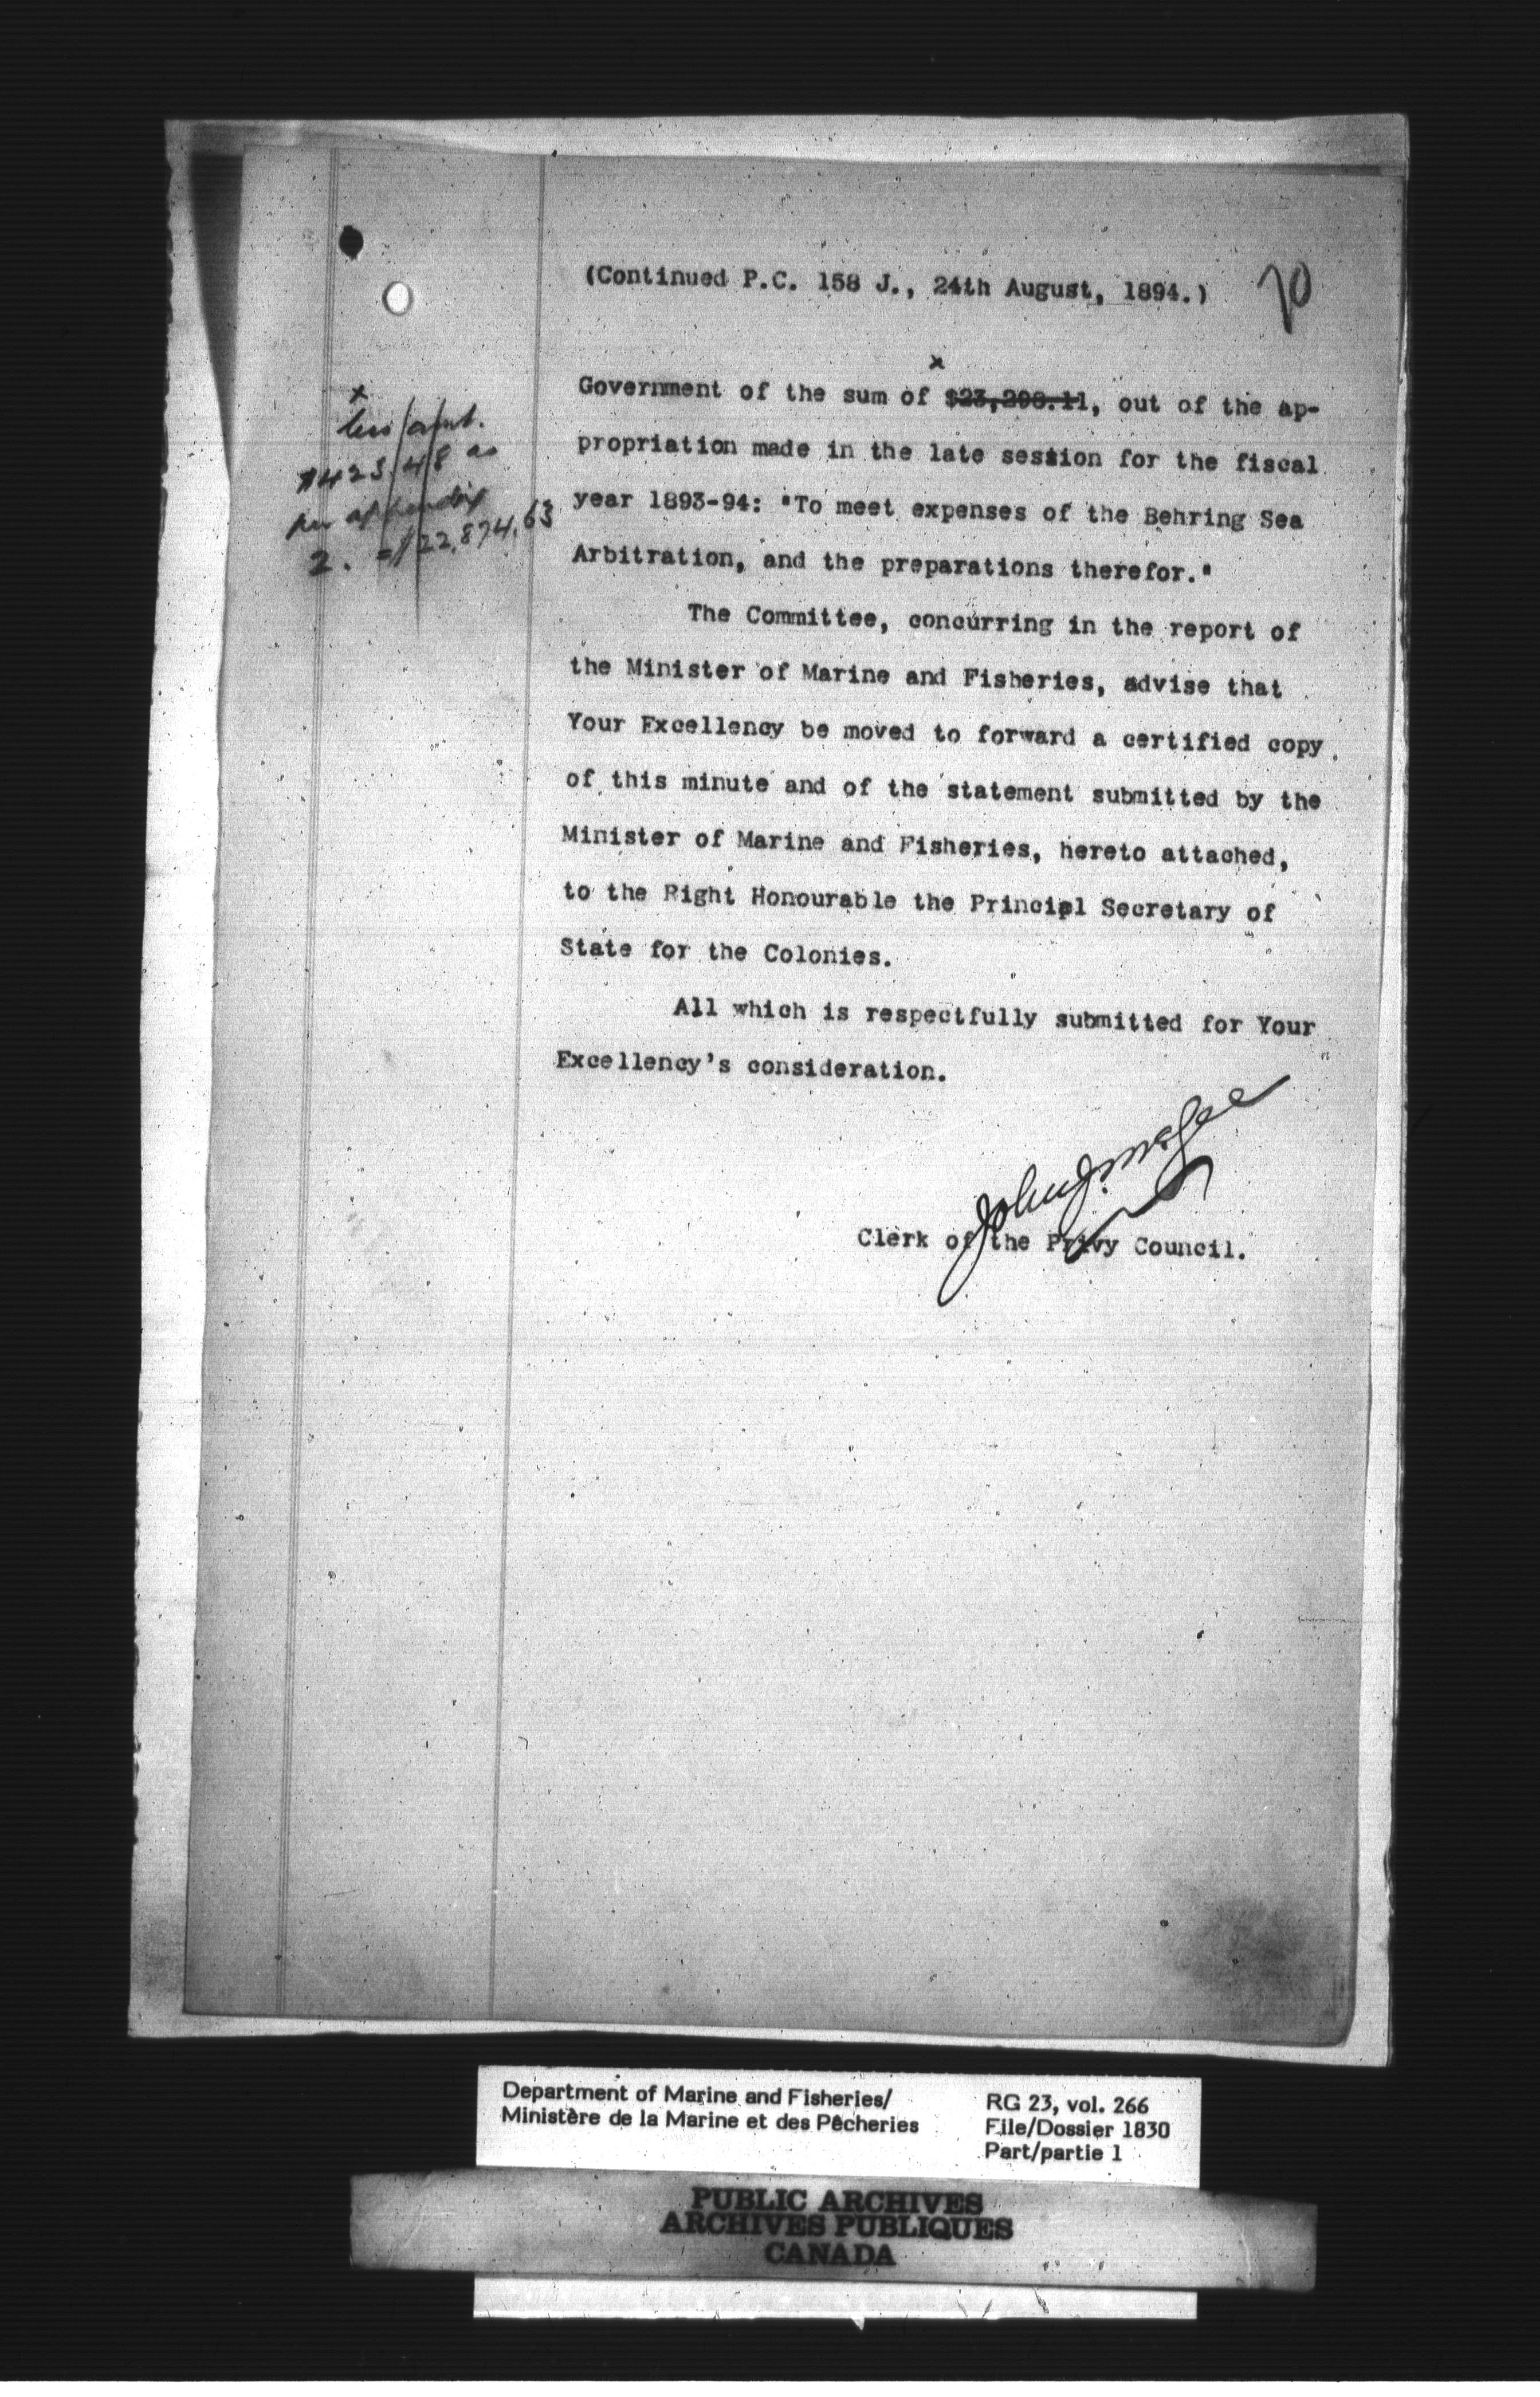 (Continued P.C. 158 J., 24th August, 1894.)
70
x
Government of the sum of $23,298.11, out of the ap-
propriation made in the late session for the fiscal
year 1893-94: "To meet expenses of the Behring Sea
Arbitration, and the preparations therefor."
x
less amt.
$423.48 as
per appendix
2. = $22,874.63
The Committee, concurring in the report of
the Minister of Marine and Fisheries, advise that
Your Excellency be moved to forward a certified copy
of this minute and of the statement submitted by the
Minister of Marine and Fisheries, hereto attached,
to the Right Honourable the Principl Secretary of
State for the Colonies.
All which is respectfully submitted for Your
Excellency's consideration.
John J. McGee
Clerk of the Privy Council.
Department of Marine and Fisheries/
Ministère de la Marine et des Pêcheries
RG 23, vol. 266
File/Dossier 1830
Part/partie 1
PUBLIC ARCHIVES
ARCHIVES PUBLIQUES
CANADA